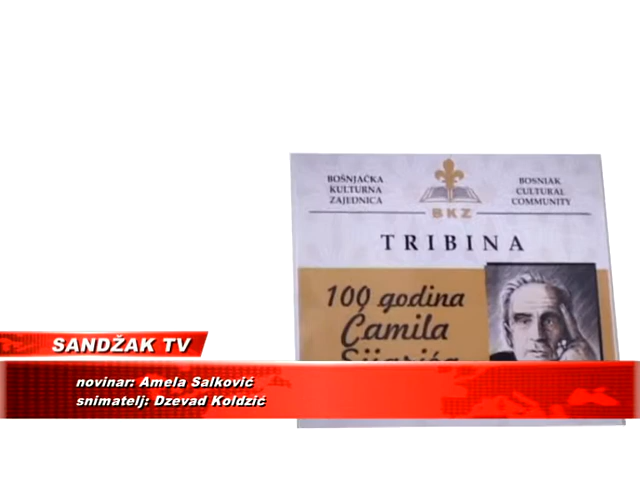 BOŠNJAČKA
KULTURNA
ZAJEDNICA
BOSNIAK
CULTURAL
COMMUNITY
BKZ
TRIBINA
100 godina
Ćamila
SANDŽAK TV
novinar: Amela Salković
snimatelj: Dzevad Koldzić